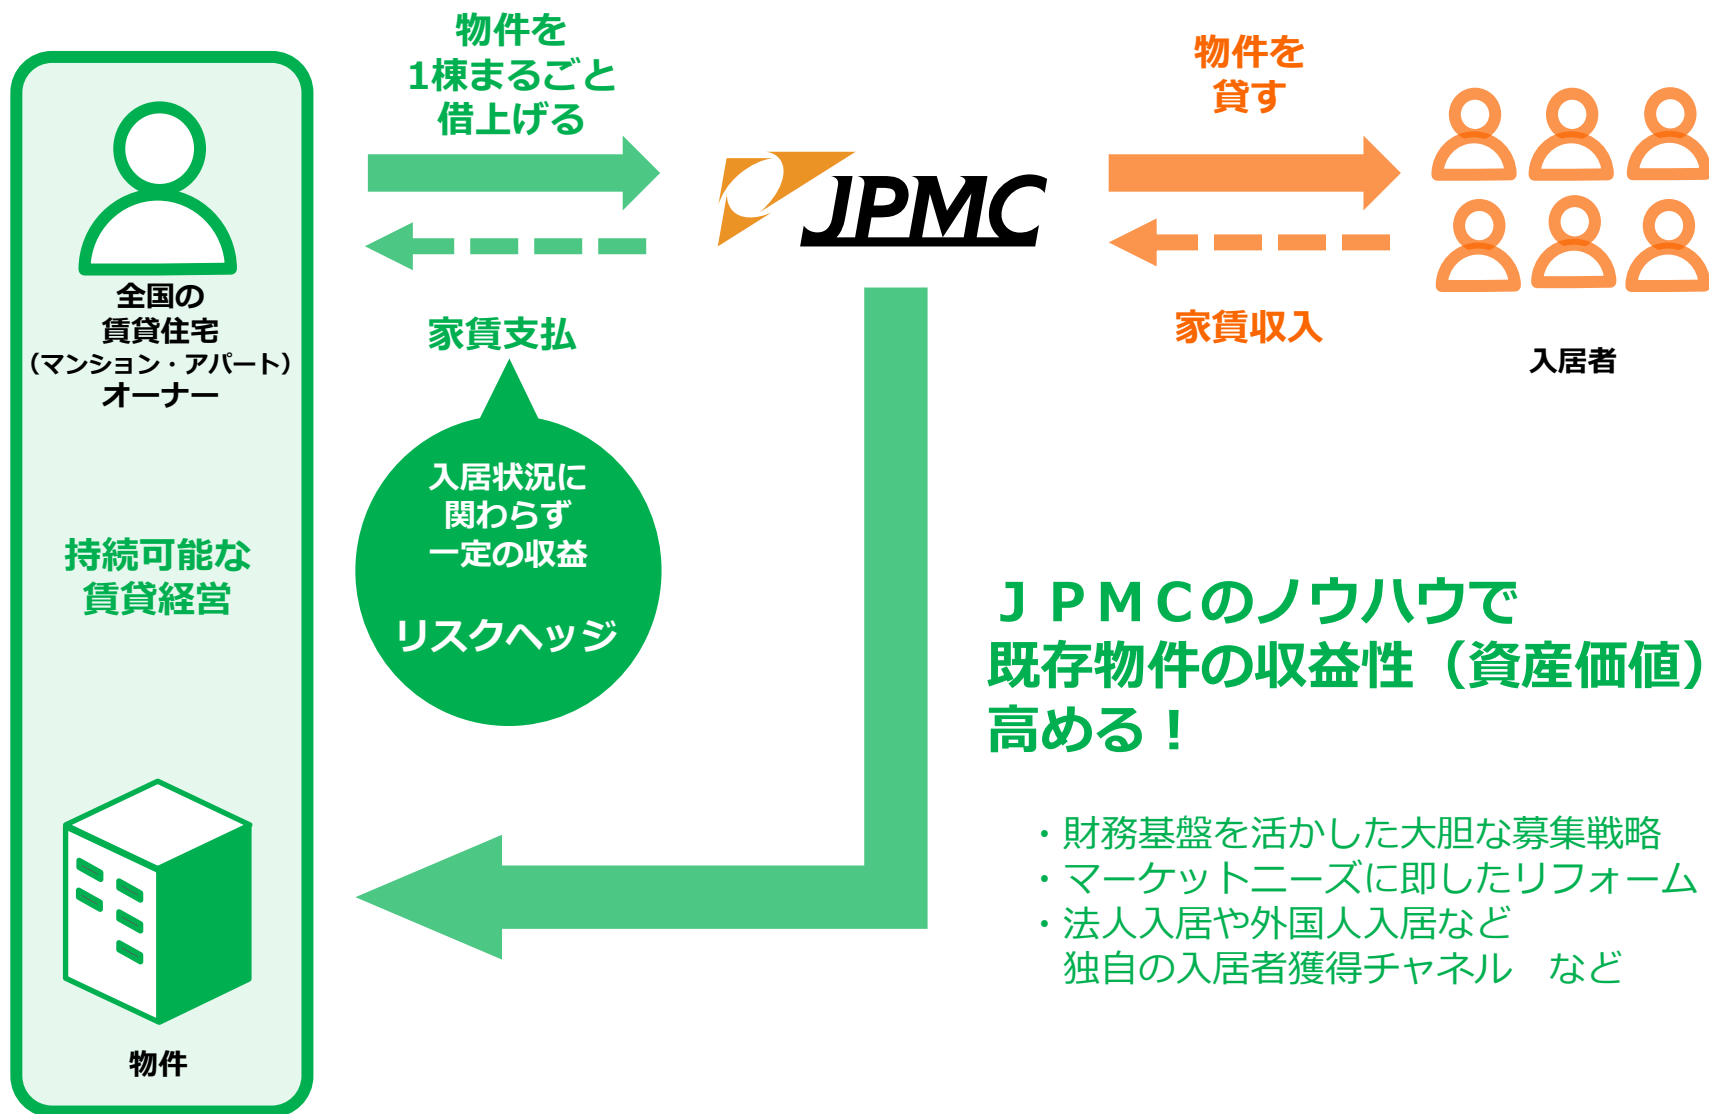 物件を
1棟まるごと
借上げる
物件を
貸す
JPMC
全国の
賃貸住宅
（マンション・アパート）
オーナー
家賃支払
家賃収入
入居者
入居状況に
関わらず
一定の収益
リスクヘッジ
持続可能な
賃貸経営
物件
ＪＰＭＣのノウハウで
既存物件の収益性（資産価値）
高める！
・財務基盤を活かした大胆な募集戦略
・マーケットニーズに即したリフォーム
・法人入居や外国人入居など
独自の入居者獲得チャネル　など